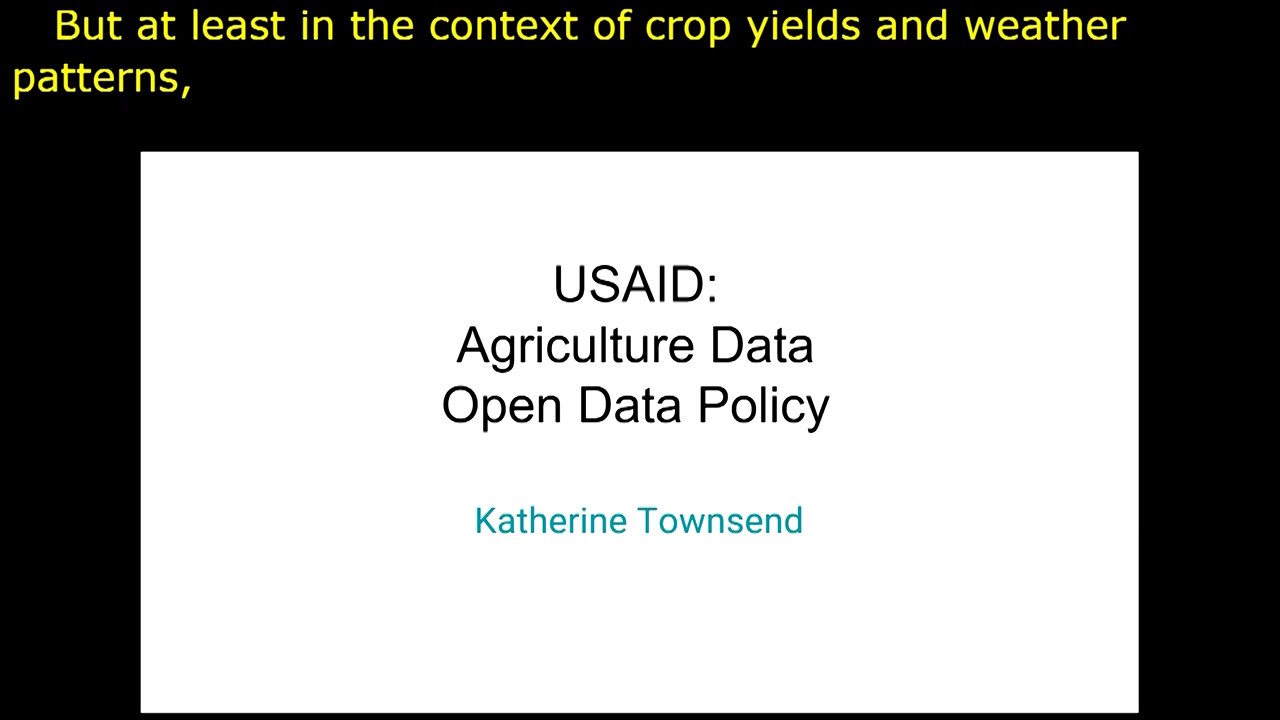 But at least in the context of crop yields and weather
patterns,
USAID:
Agriculture Data
Open Data Policy
Katherine Townsend